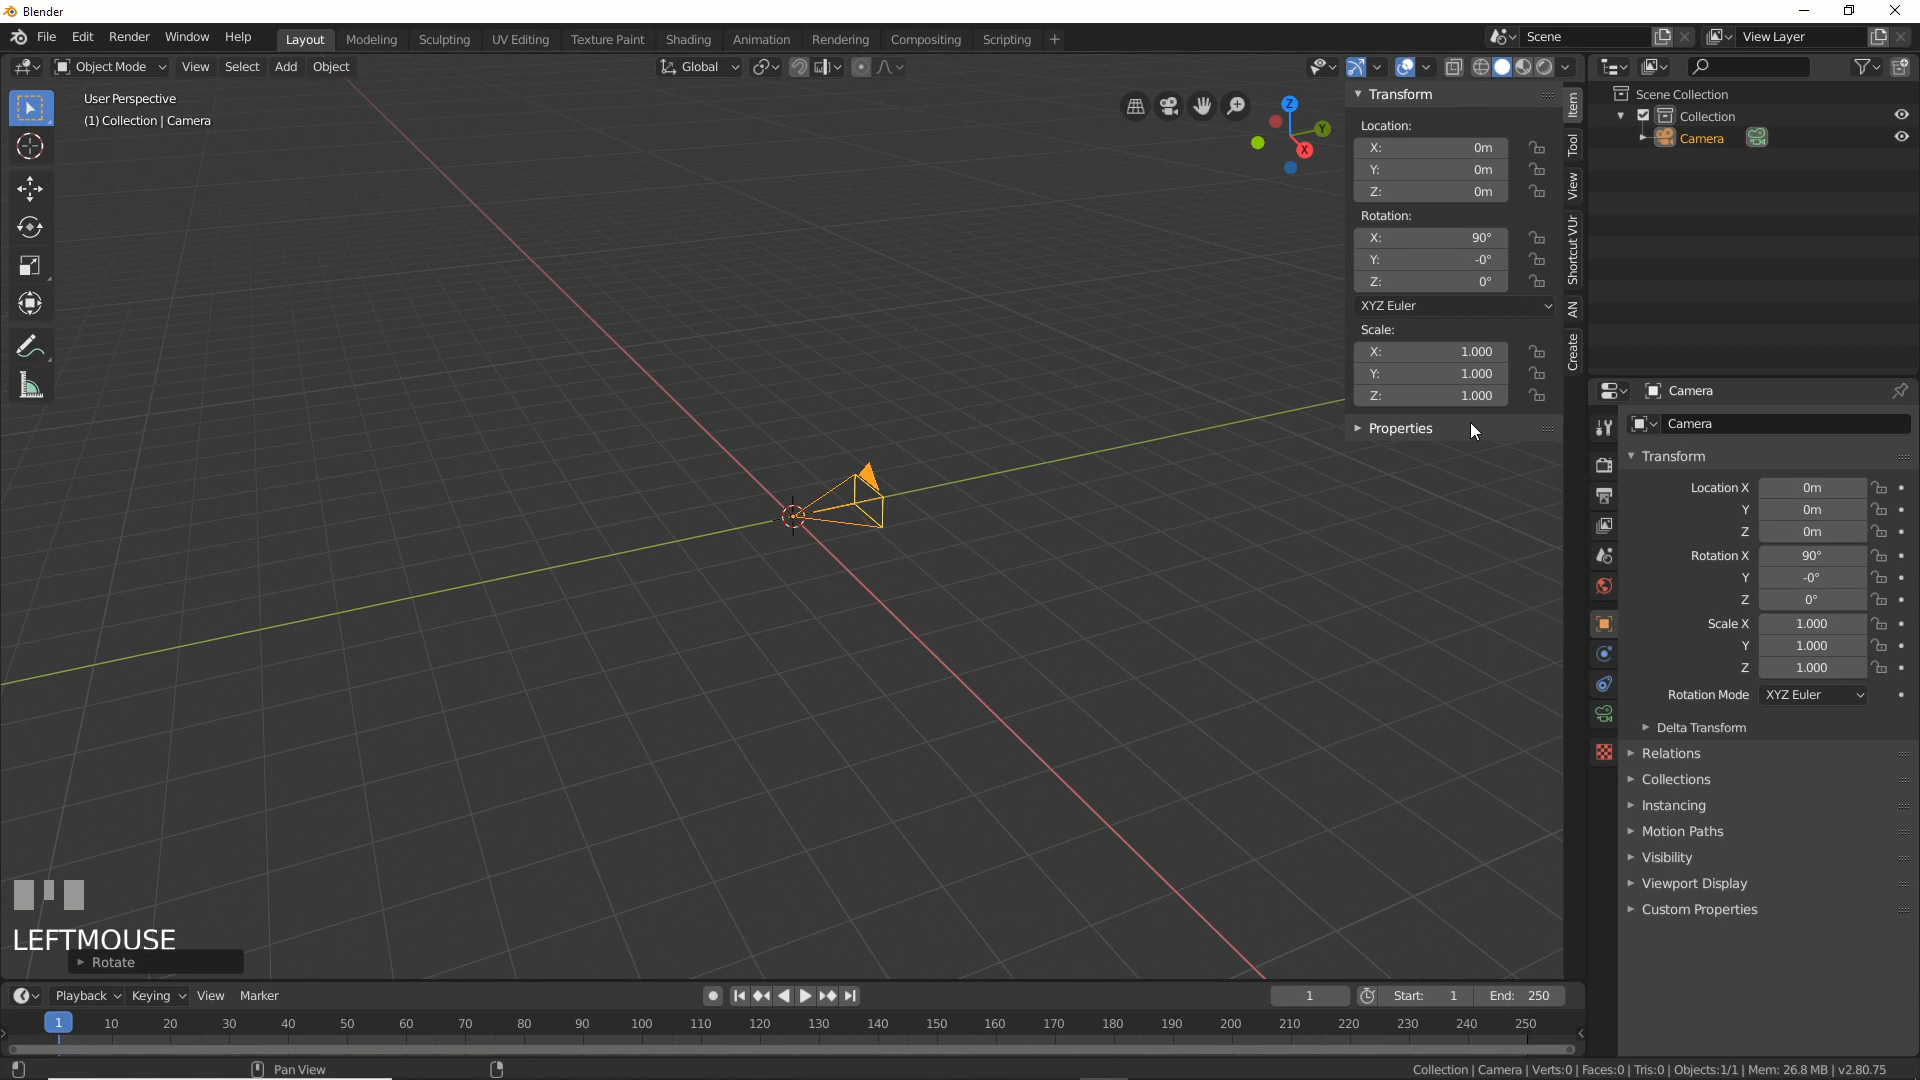 Blender
File Edit Render Window Help Layout Modeling Sculpting UV Editing Texture Paint Shading Animation Rendering Compositing Scripting + Scene View Layer
Object Mode View Select Add Object Global
User Perspective
(1) Collection | Camera
Z
Y
X
Transform
Location:
X: 0m
Y: 0m
Z: 0m
Rotation:
X: 90°
Y: -0°
Z: 0°
XYZ Euler
Scale:
X: 1.000
Y: 1.000
Z: 1.000
Properties
Item
Tool
View
Shortcut VUr
AN
Create
Scene Collection
Collection
Camera
Camera
Camera
Transform
Location X 0m
Y 0m
Z 0m
Rotation X 90°
Y -0°
Z 0°
Scale X 1.000
Y 1.000
Z 1.000
Rotation Mode XYZ Euler
Delta Transform
Relations
Collections
Instancing
Motion Paths
Visibility
Viewport Display
Custom Properties
LEFTMOUSE
Rotate
Playback Keying View Marker 1 Start: 1 End: 250
1 10 20 30 40 50 60 70 80 90 100 110 120 130 140 150 160 170 180 190 200 210 220 230 240 250
Pan View
Collection | Camera | Verts:0 | Faces:0 | Tris:0 | Objects:1/1 | Mem: 26.8 MB | v2.80.75